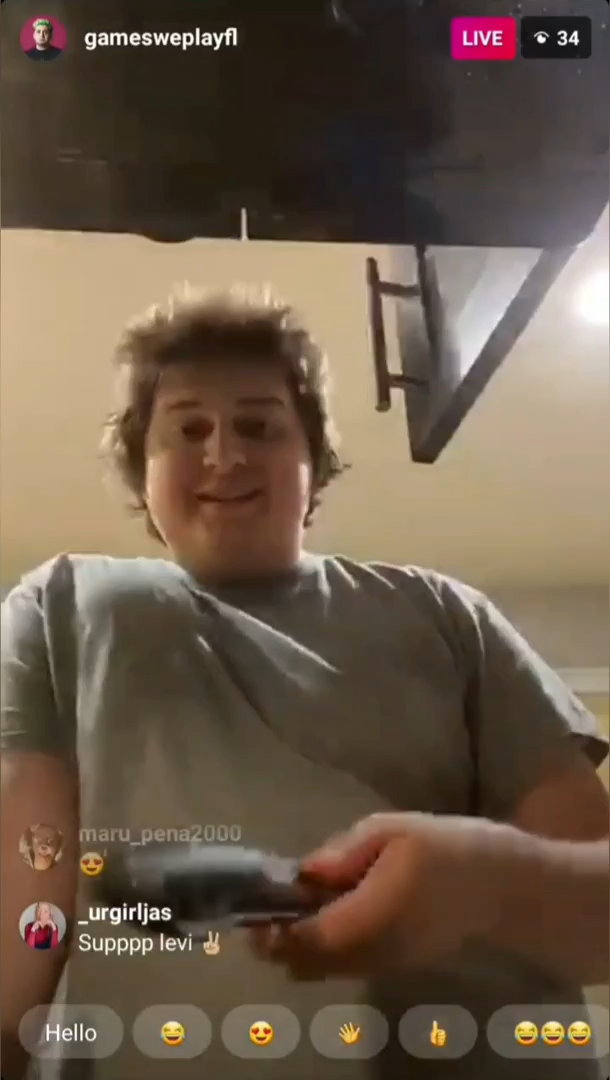 gamesweplayfl
LIVE
34
maru_pena2000
😍
_urgirljas
Supppp levi ✌🏼
Hello 😂 😍 👋 👍 😂😂😂